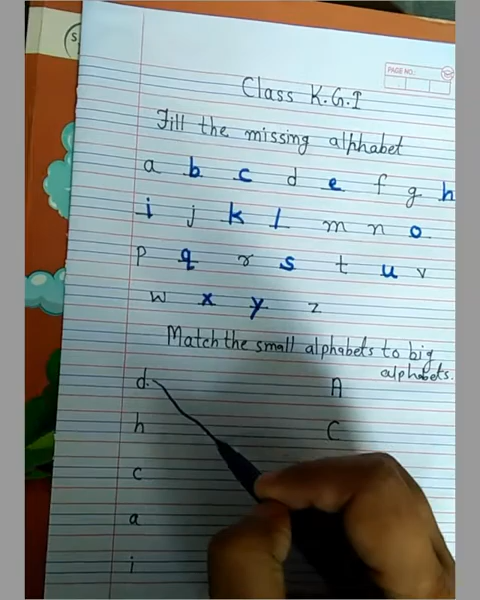 PAGE NO.:
Class K.G.I
Fill the missing alphabet
a b c d e f g h
i j k l m n o
p q r s t u v
w x y z
Match the small alphabets to big
alphabets.
d. A
h C
c
a
i